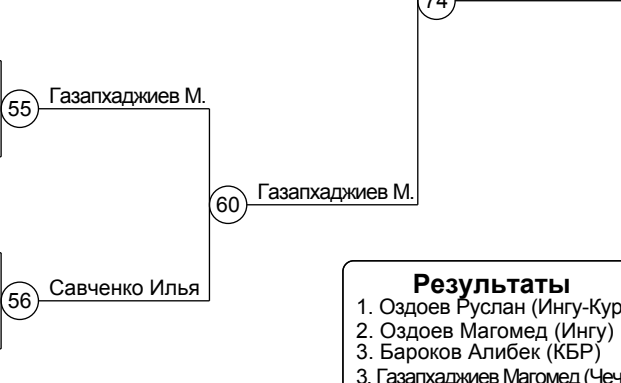 74
55
Газапхаджиев М.
60
Газапхаджиев М.
56
Савченко Илья
Результаты
1. Оздоев Руслан (Ингу-Кур
2. Оздоев Магомед (Ингу)
3. Бароков Алибек (КБР)
3. Газапхаджиев Магомед (Чеч